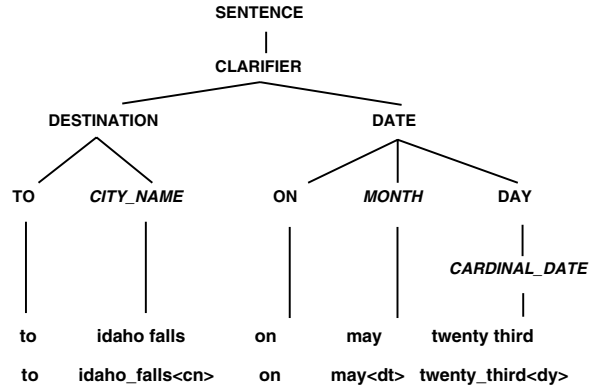 SENTENCE
CLARIFIER
DESTINATION DATE
TO CITY_NAME ON MONTH DAY
CARDINAL_DATE
to idaho falls on may twenty third
to idaho_falls<cn> on may<dt> twenty_third<dy>